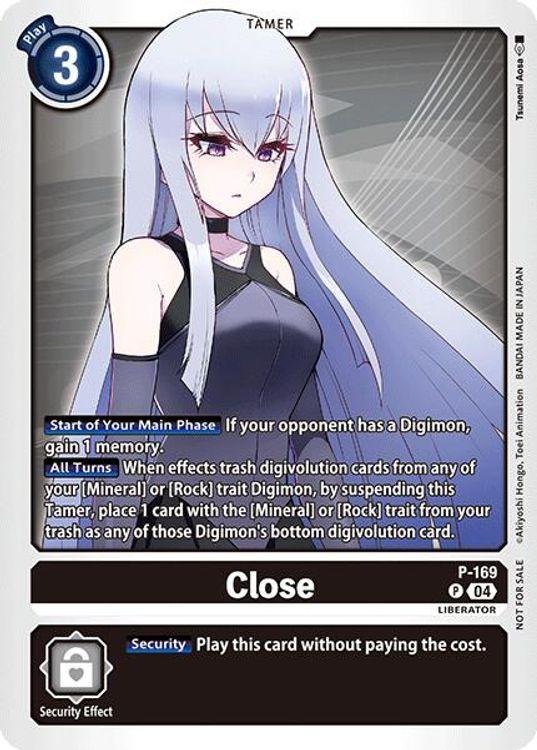 TAMER
Play
3
Tsunemi Aosa
Start of Your Main Phase If your opponent has a Digimon,
gain 1 memory.
All Turns When effects trash digivolution cards from any of
your [Mineral] or [Rock] trait Digimon, by suspending this
Tamer, place 1 card with the [Mineral] or [Rock] trait from your
trash as any of those Digimon's bottom digivolution card.
©Akiyoshi Hongo, Toei Animation BANDAI MADE IN JAPAN
NOT FOR SALE
Close
P-169
P 04
LIBERATOR
Security Play this card without paying the cost.
Security Effect